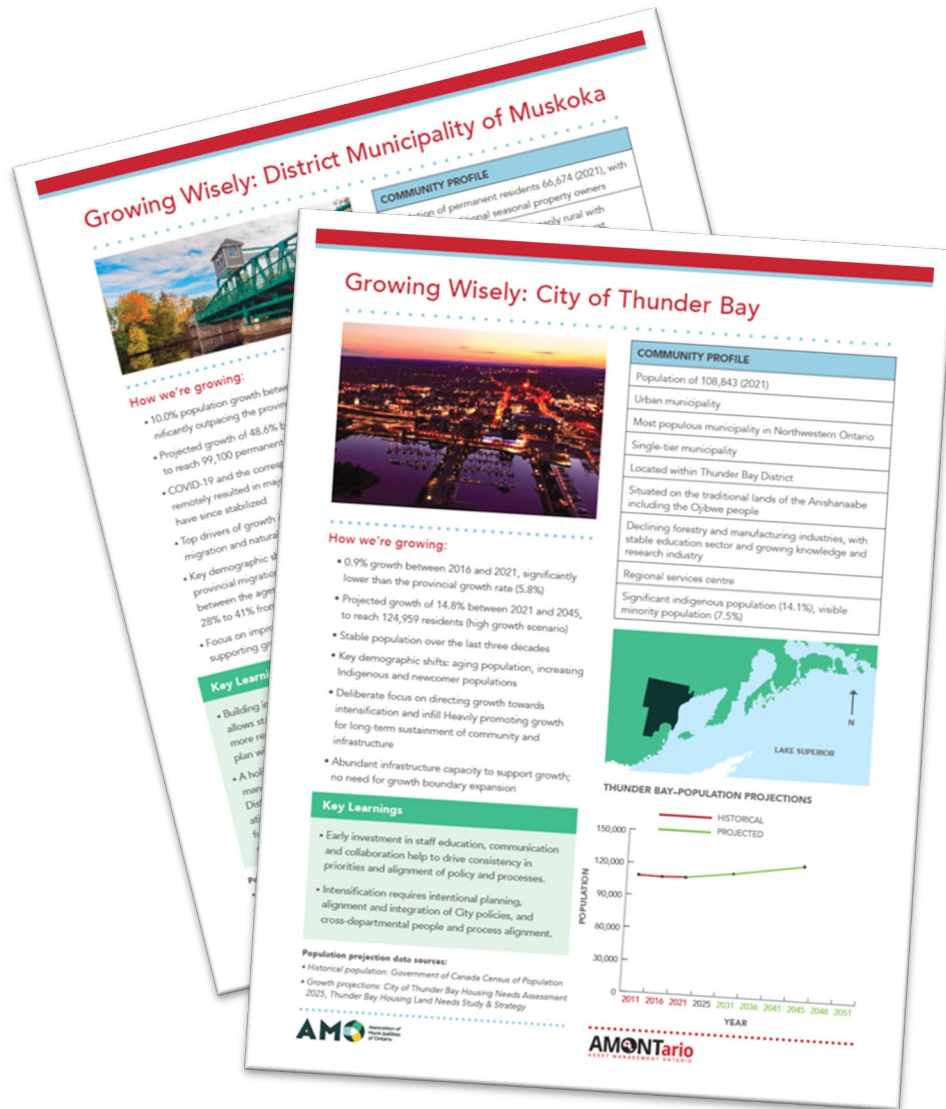 Growing Wisely: District Municipality of Muskoka
COMMUNITY PROFILE
of permanent residents 66,674 (2021), with
seasonal property owners
rural with
How we're growing:
• 10.0% population growth
outpacing the
• Projected growth of 48.6%
to reach 99,100 permanent
• COVID-19 and the
remotely resulted in
have since stabilized
• Top drivers of growth
migration and
• Key demographic
provincial
between the
28% to 41%
• Focus on
supporting
Key
• Building
allows
more
plan
• A
Growing Wisely: City of Thunder Bay
COMMUNITY PROFILE
Population of 108,843 (2021)
Urban municipality
Most populous municipality in Northwestern Ontario
Single-tier municipality
Located within Thunder Bay District
Situated on the traditional lands of the Anishanaabe
including the Ojibwe people
Declining forestry and manufacturing industries, with
stable education sector and growing knowledge and
research industry
Regional services centre
Significant indigenous population (14.1%), visible
minority population (7.5%)
How we're growing:
• 0.9% growth between 2016 and 2021, significantly
lower than the provincial growth rate (5.8%)
• Projected growth of 14.8% between 2021 and 2045,
to reach 124,959 residents (high growth scenario)
• Stable population over the last three decades
• Key demographic shifts: aging population, increasing
Indigenous and newcomer populations
• Deliberate focus on directing growth towards
intensification and infill Heavily promoting growth
for long-term sustainment of community and
infrastructure
• Abundant infrastructure capacity to support growth;
no need for growth boundary expansion
Key Learnings
• Early investment in staff education, communication
and collaboration help to drive consistency in
priorities and alignment of policy and processes.
• Intensification requires intentional planning,
alignment and integration of City policies, and
cross-departmental people and process alignment.
Population projection data sources:
• Historical population: Government of Canada Census of Population
• Growth projections: City of Thunder Bay Housing Needs Assessment
2025, Thunder Bay Housing Land Needs Study & Strategy
N
LAKE SUPERIOR
THUNDER BAY–POPULATION PROJECTIONS
HISTORICAL
PROJECTED
POPULATION
150,000
120,000
90,000
60,000
30,000
0
2011 2016 2021 2025 2031 2036 2041 2045 2046 2051
YEAR
AMO Association of
Municipalities
of Ontario
AMONTario
ASSET MANAGEMENT ONTARIO